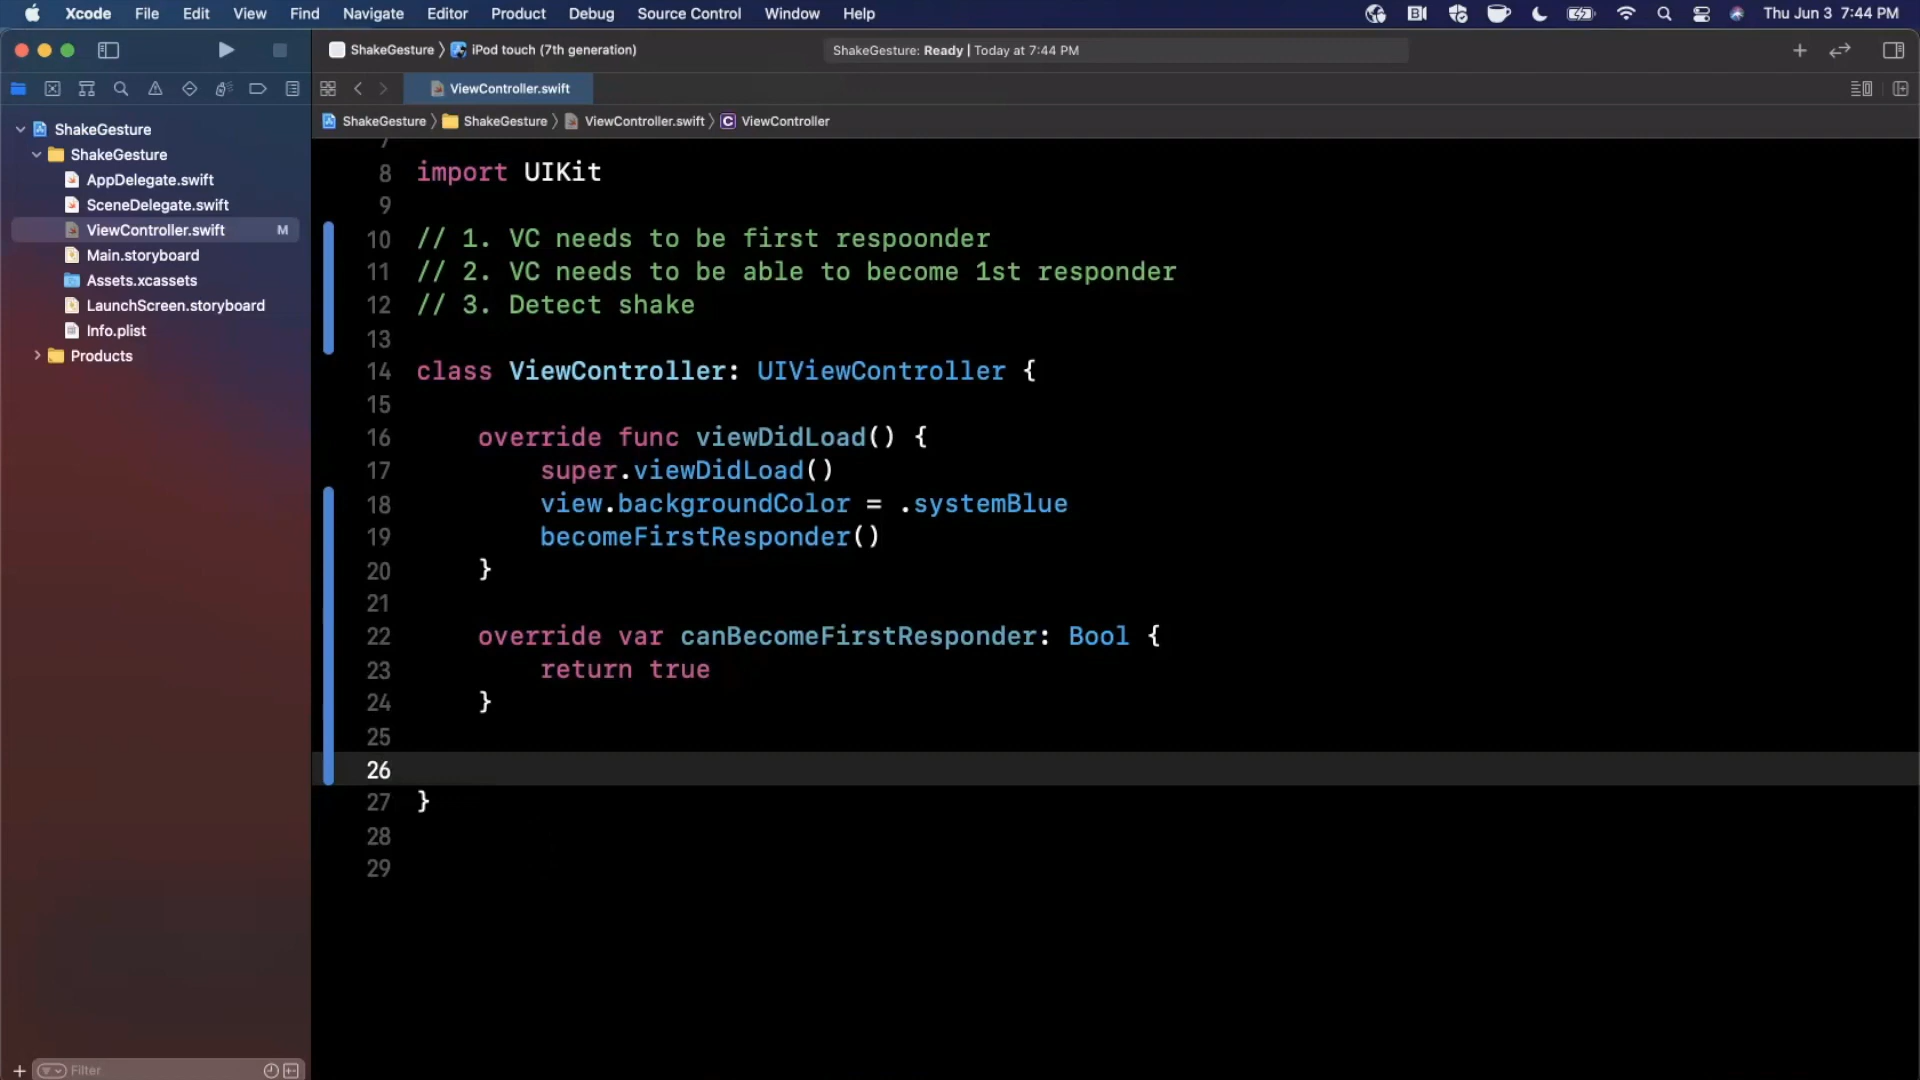 Xcode File Edit View Find Navigate Editor Product Debug Source Control Window Help Thu Jun 3 7:44 PM
ShakeGesture iPod touch (7th generation) ShakeGesture: Ready | Today at 7:44 PM
ViewController.swift
ShakeGesture ShakeGesture ViewController.swift C ViewController
ShakeGesture
ShakeGesture
AppDelegate.swift
SceneDelegate.swift
ViewController.swift M
Main.storyboard
Assets.xcassets
LaunchScreen.storyboard
Info.plist
Products
Filter
7
8 import UIKit
9
10 // 1. VC needs to be first respoonder
11 // 2. VC needs to be able to become 1st responder
12 // 3. Detect shake
13
14 class ViewController: UIViewController {
15
16 override func viewDidLoad() {
17 super.viewDidLoad()
18 view.backgroundColor = .systemBlue
19 becomeFirstResponder()
20 }
21
22 override var canBecomeFirstResponder: Bool {
23 return true
24 }
25
26
27 }
28
29